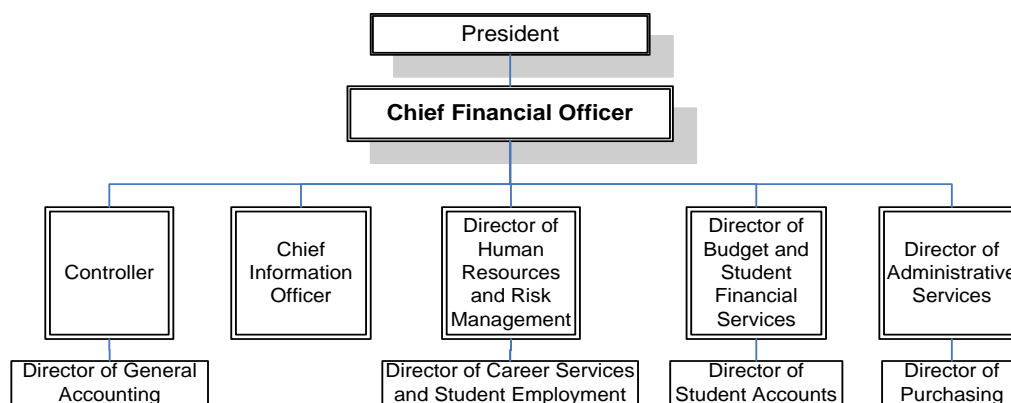 President
Chief Financial Officer
Controller
Chief
Information
Officer
Director of
Human
Resources
and Risk
Management
Director of
Budget and
Student
Financial
Services
Director of
Administrative
Services
Director of General
Accounting
Director of Career Services
and Student Employment
Director of
Student Accounts
Director of
Purchasing